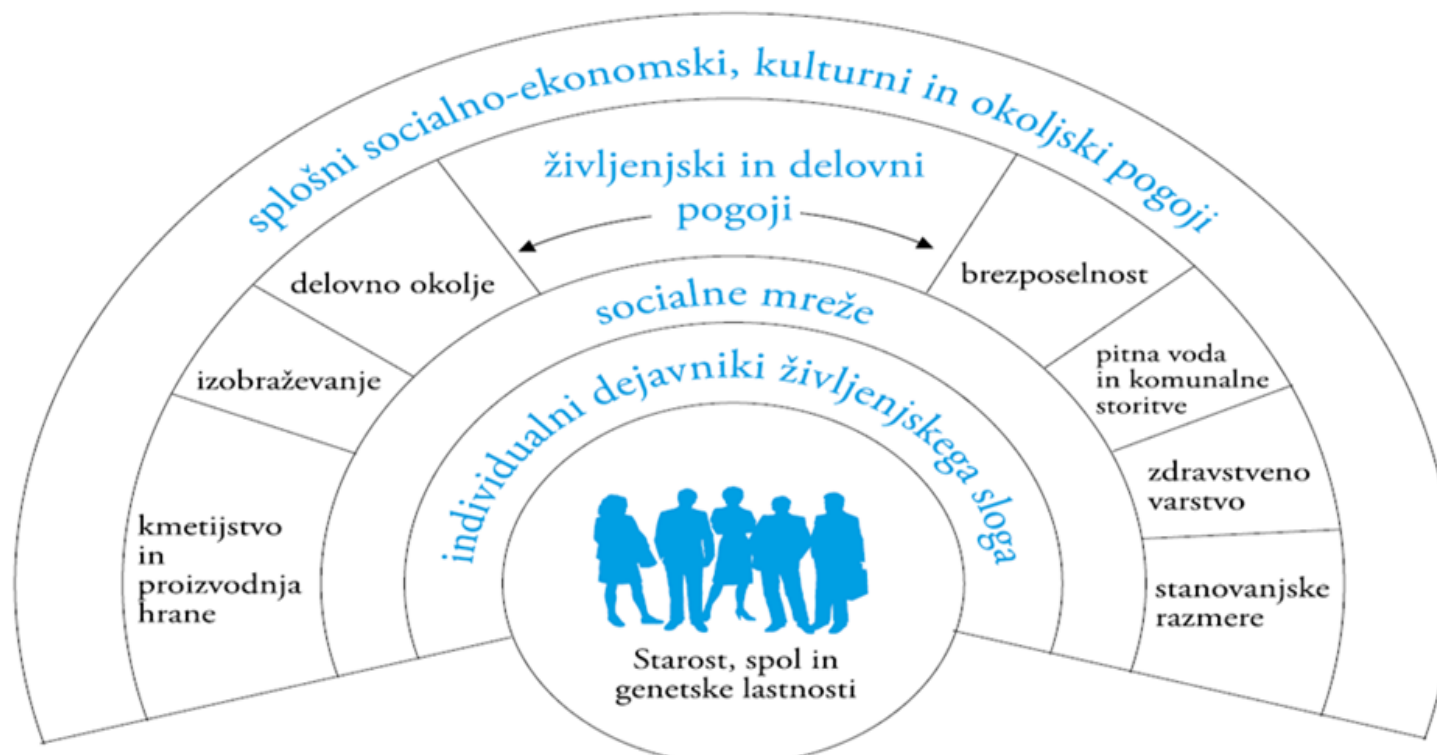 splošni socialno-ekonomski, kulturni in okoljski pogoji
življenjski in delovni
pogoji
delovno okolje
brezposelnost
socialne mreže
izobraževanje
pitna voda
in komunalne
storitve
individualni dejavniki življenjskega sloga
zdravstveno
varstvo
kmetijstvo
in
proizvodnja
hrane
stanovanjske
razmere
Starost, spol in
genetske lastnosti